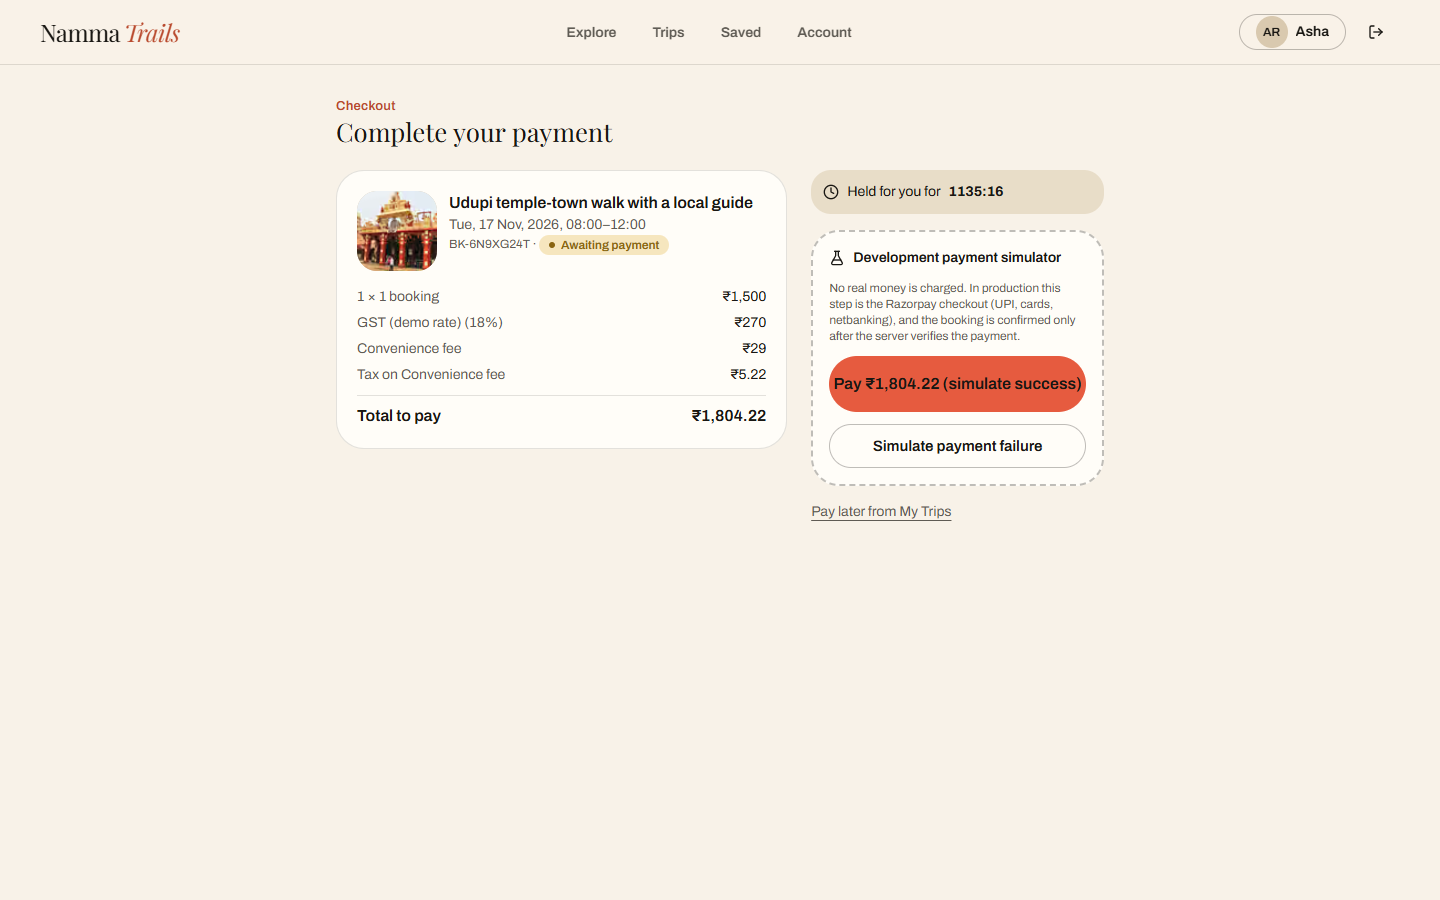 Namma Trails
Explore
Trips
Saved
Account
AR
Asha
Checkout
Complete your payment
Udupi temple-town walk with a local guide
Tue, 17 Nov, 2026, 08:00–12:00
BK-6N9XG24T · Awaiting payment
1 × 1 booking ₹1,500
GST (demo rate) (18%) ₹270
Convenience fee ₹29
Tax on Convenience fee ₹5.22
Total to pay ₹1,804.22
Held for you for 1135:16
Development payment simulator
No real money is charged. In production this
step is the Razorpay checkout (UPI, cards,
netbanking), and the booking is confirmed only
after the server verifies the payment.
Pay ₹1,804.22 (simulate success)
Simulate payment failure
Pay later from My Trips